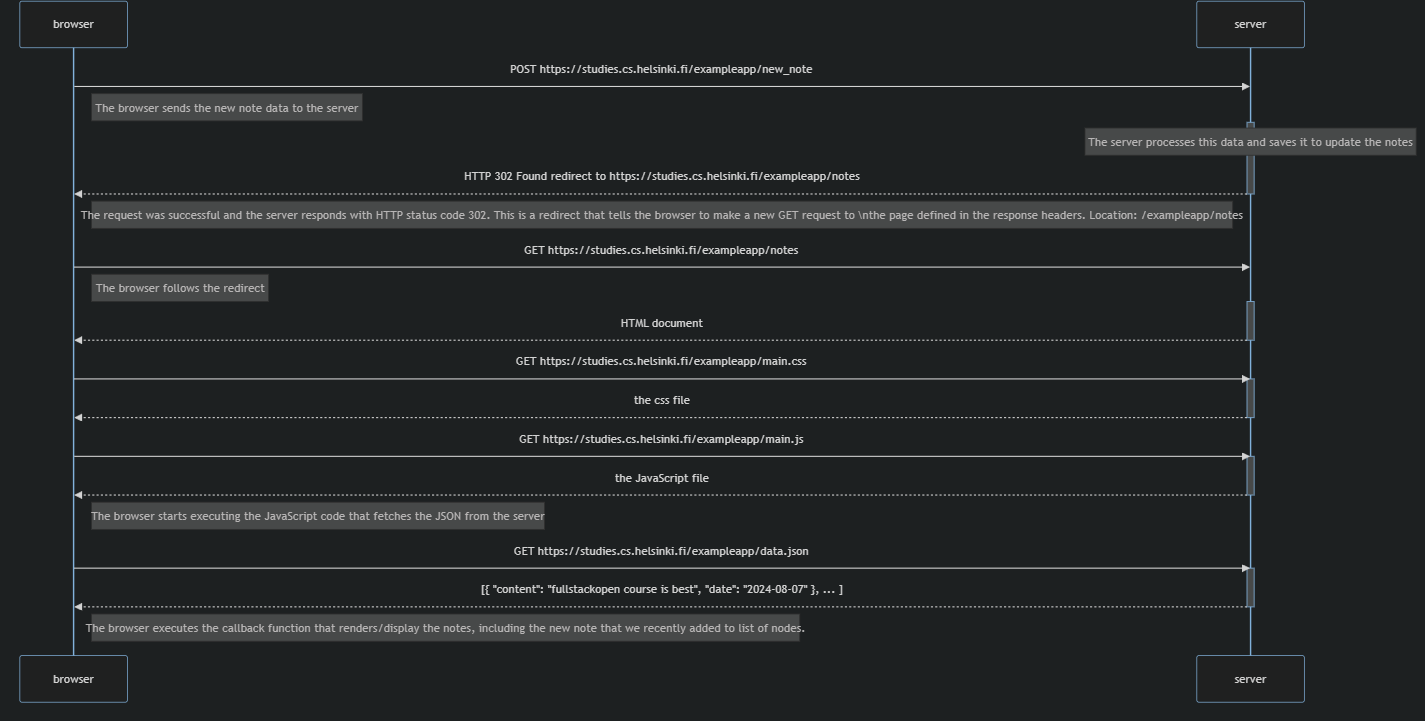 browser
server
POST https://studies.cs.helsinki.fi/exampleapp/new_note
The browser sends the new note data to the server
The server processes this data and saves it to update the notes
HTTP 302 Found redirect to https://studies.cs.helsinki.fi/exampleapp/notes
The request was successful and the server responds with HTTP status code 302. This is a redirect that tells the browser to make a new GET request to \nthe page defined in the response headers. Location: /exampleapp/notes
GET https://studies.cs.helsinki.fi/exampleapp/notes
The browser follows the redirect
HTML document
GET https://studies.cs.helsinki.fi/exampleapp/main.css
the css file
GET https://studies.cs.helsinki.fi/exampleapp/main.js
the JavaScript file
The browser starts executing the JavaScript code that fetches the JSON from the server
GET https://studies.cs.helsinki.fi/exampleapp/data.json
[{ "content": "fullstackopen course is best", "date": "2024-08-07" }, ... ]
The browser executes the callback function that renders/display the notes, including the new note that we recently added to list of nodes.
browser
server